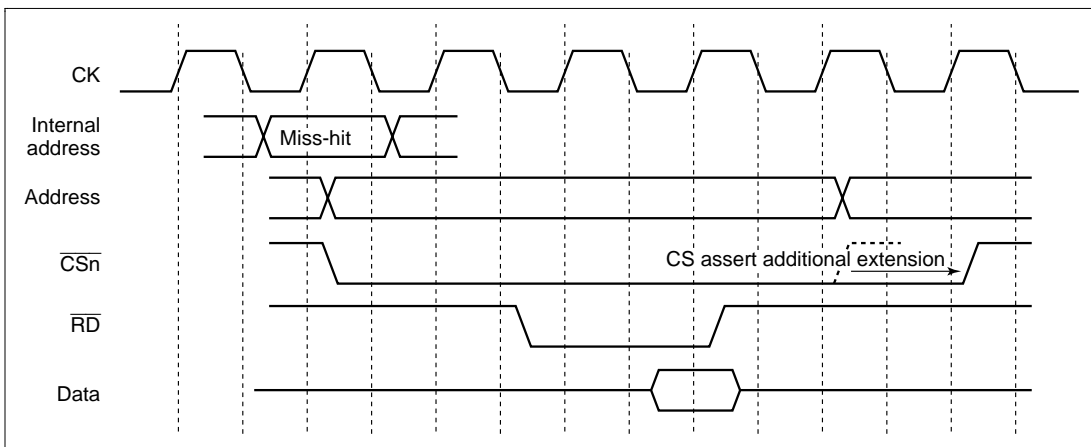 CK
Internal
address
Miss-hit
Address
CSn
CS assert additional extension
RD
Data